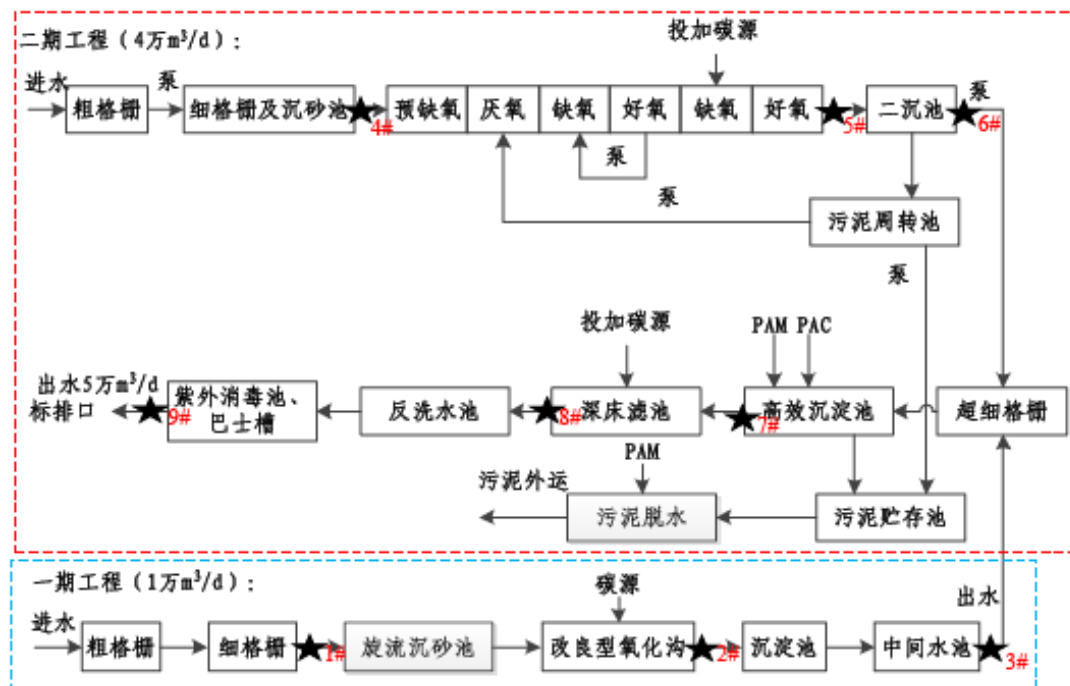 二期工程（4万m³/d）：
投加碳源
进水
泵
泵
粗格栅
细格栅及沉砂池
预缺氧
厌氧
缺氧
好氧
缺氧
好氧
二沉池
4#
5#
6#
泵
泵
污泥周转池
泵
投加碳源
PAM PAC
出水5万m³/d
标排口
紫外消毒池、
巴士槽
反洗水池
深床滤池
高效沉淀池
超细格栅
9#
8#
7#
PAM
污泥外运
污泥脱水
污泥贮存池
一期工程（1万m³/d）：
碳源
出水
进水
粗格栅
细格栅
旋流沉砂池
改良型氧化沟
沉淀池
中间水池
1#
2#
3#